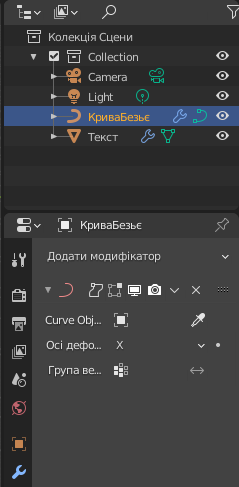 Колекція Сцени
Collection
Camera
Light
КриваБезьє
Текст
КриваБезьє
Додати модифікатор
Curve Obj...
Осі дефо... X
Група ве...